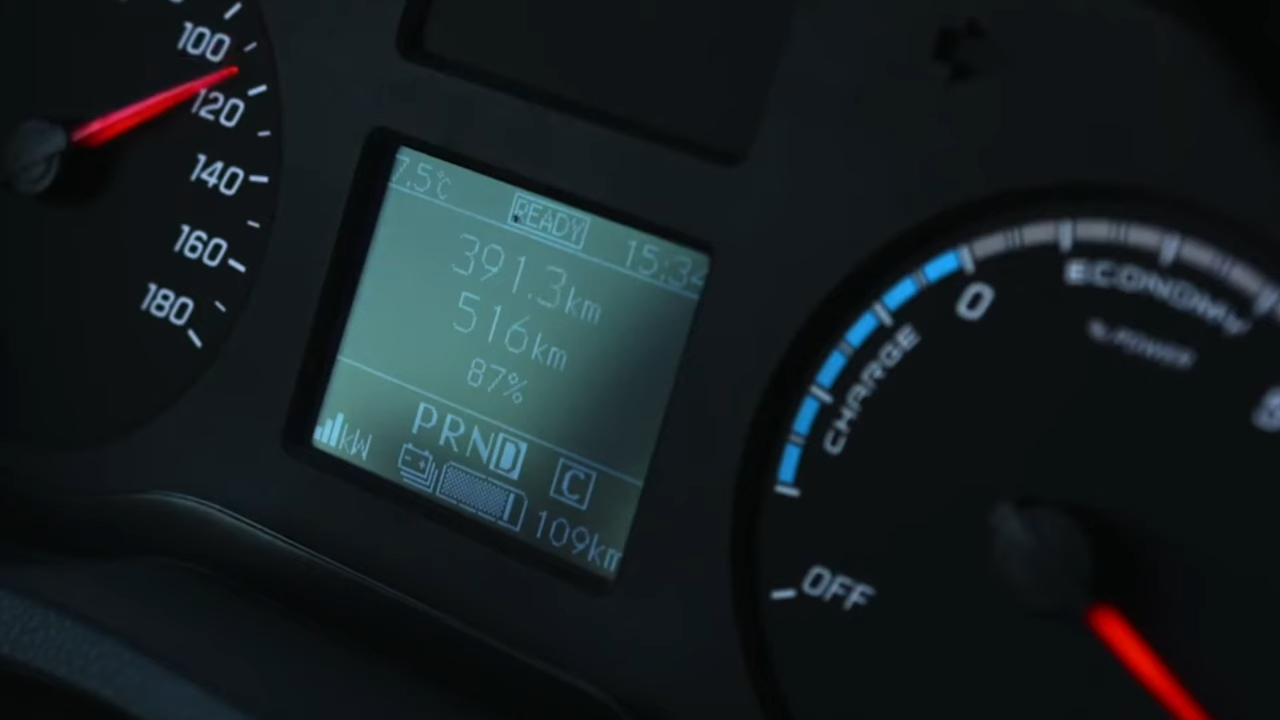 100
120
140
160
180
7.5°C
READY
15:34
391.3km
516km
87%
PRND
C
kW
109km
0
CHARGE
ECONOMY
POWER
OFF